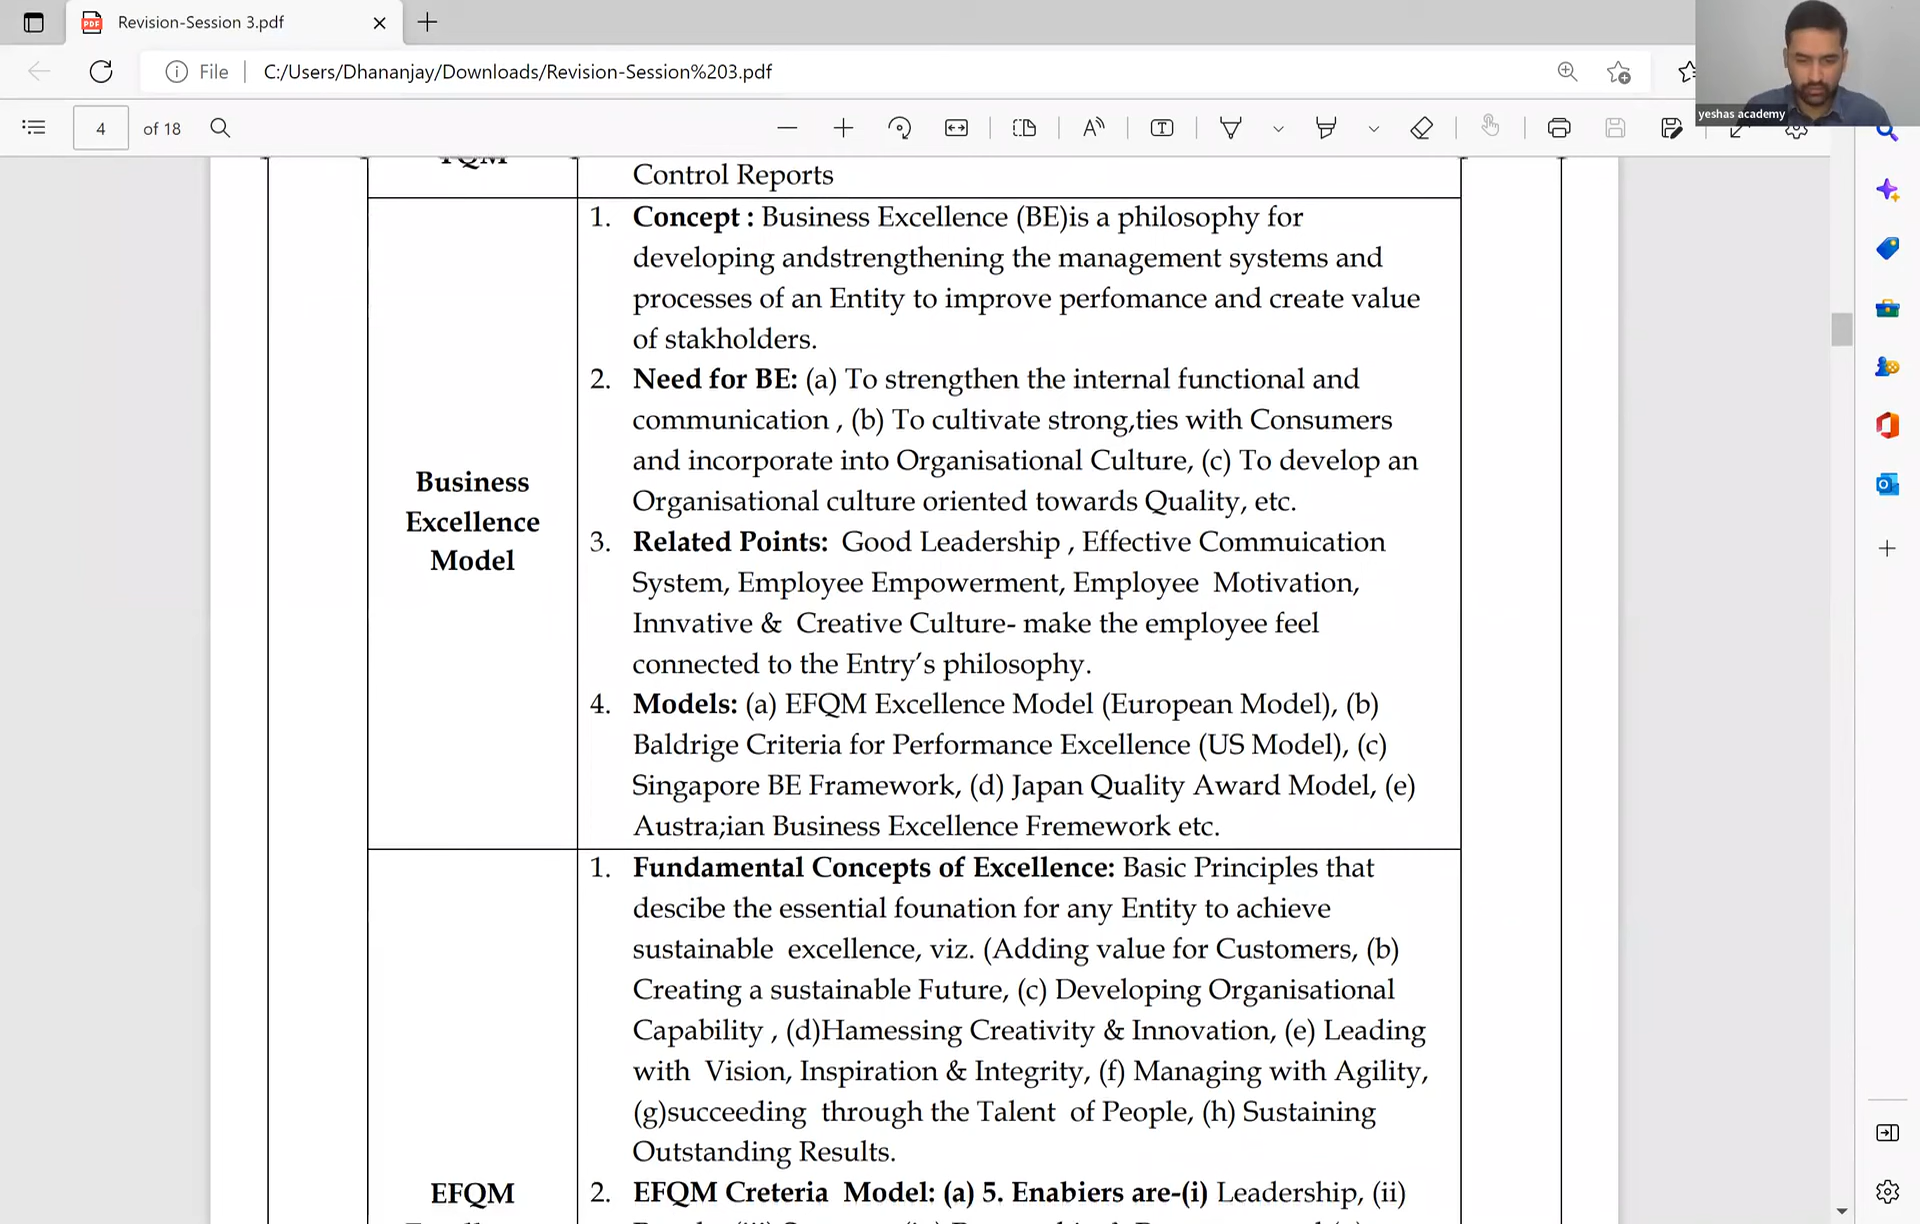 Revision-Session 3.pdf
File
C:/Users/Dhananjay/Downloads/Revision-Session%203.pdf
yeshas academy
4 of 18
TQM
Control Reports
Business
Excellence
Model
1. Concept : Business Excellence (BE)is a philosophy for
developing andstrengthening the management systems and
processes of an Entity to improve perfomance and create value
of stakholders.
2. Need for BE: (a) To strengthen the internal functional and
communication , (b) To cultivate strong,ties with Consumers
and incorporate into Organisational Culture, (c) To develop an
Organisational culture oriented towards Quality, etc.
3. Related Points: Good Leadership , Effective Commuication
System, Employee Empowerment, Employee Motivation,
Innvative & Creative Culture- make the employee feel
connected to the Entry’s philosophy.
4. Models: (a) EFQM Excellence Model (European Model), (b)
Baldrige Criteria for Performance Excellence (US Model), (c)
Singapore BE Framework, (d) Japan Quality Award Model, (e)
Austra;ian Business Excellence Fremework etc.
1. Fundamental Concepts of Excellence: Basic Principles that
descibe the essential founation for any Entity to achieve
sustainable excellence, viz. (Adding value for Customers, (b)
Creating a sustainable Future, (c) Developing Organisational
Capability , (d)Hamessing Creativity & Innovation, (e) Leading
with Vision, Inspiration & Integrity, (f) Managing with Agility,
(g)succeeding through the Talent of People, (h) Sustaining
Outstanding Results.
EFQM
2. EFQM Creteria Model: (a) 5. Enabiers are-(i) Leadership, (ii)